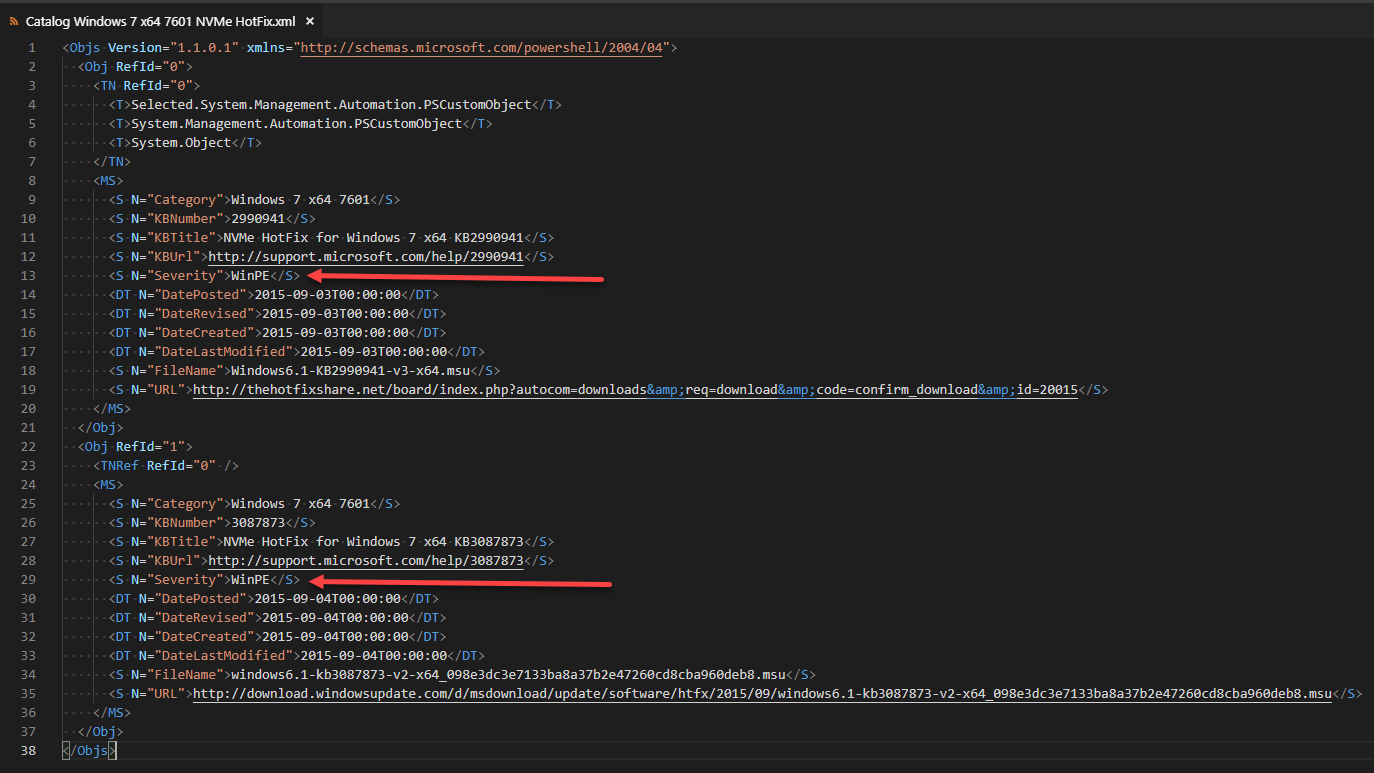 Catalog Windows 7 x64 7601 NVMe HotFix.xml ×
1 <Objs Version="1.1.0.1" xmlns="http://schemas.microsoft.com/powershell/2004/04">
2 <Obj RefId="0">
3 <TN RefId="0">
4 <T>Selected.System.Management.Automation.PSCustomObject</T>
5 <T>System.Management.Automation.PSCustomObject</T>
6 <T>System.Object</T>
7 </TN>
8 <MS>
9 <S N="Category">Windows 7 x64 7601</S>
10 <S N="KBNumber">2990941</S>
11 <S N="KBTitle">NVMe HotFix for Windows 7 x64 KB2990941</S>
12 <S N="KBUrl">http://support.microsoft.com/help/2990941</S>
13 <S N="Severity">WinPE</S>
14 <DT N="DatePosted">2015-09-03T00:00:00</DT>
15 <DT N="DateRevised">2015-09-03T00:00:00</DT>
16 <DT N="DateCreated">2015-09-03T00:00:00</DT>
17 <DT N="DateLastModified">2015-09-03T00:00:00</DT>
18 <S N="FileName">Windows6.1-KB2990941-v3-x64.msu</S>
19 <S N="URL">http://thehotfixshare.net/board/index.php?autocom=downloads&amp;req=download&amp;code=confirm_download&amp;id=20015</S>
20 </MS>
21 </Obj>
22 <Obj RefId="1">
23 <TNRef RefId="0" />
24 <MS>
25 <S N="Category">Windows 7 x64 7601</S>
26 <S N="KBNumber">3087873</S>
27 <S N="KBTitle">NVMe HotFix for Windows 7 x64 KB3087873</S>
28 <S N="KBUrl">http://support.microsoft.com/help/3087873</S>
29 <S N="Severity">WinPE</S>
30 <DT N="DatePosted">2015-09-04T00:00:00</DT>
31 <DT N="DateRevised">2015-09-04T00:00:00</DT>
32 <DT N="DateCreated">2015-09-04T00:00:00</DT>
33 <DT N="DateLastModified">2015-09-04T00:00:00</DT>
34 <S N="FileName">windows6.1-kb3087873-v2-x64_098e3dc3e7133ba8a37b2e47260cd8cba960deb8.msu</S>
35 <S N="URL">http://download.windowsupdate.com/d/msdownload/update/software/htfx/2015/09/windows6.1-kb3087873-v2-x64_098e3dc3e7133ba8a37b2e47260cd8cba960deb8.msu</S>
36 </MS>
37 </Obj>
38 </Objs>